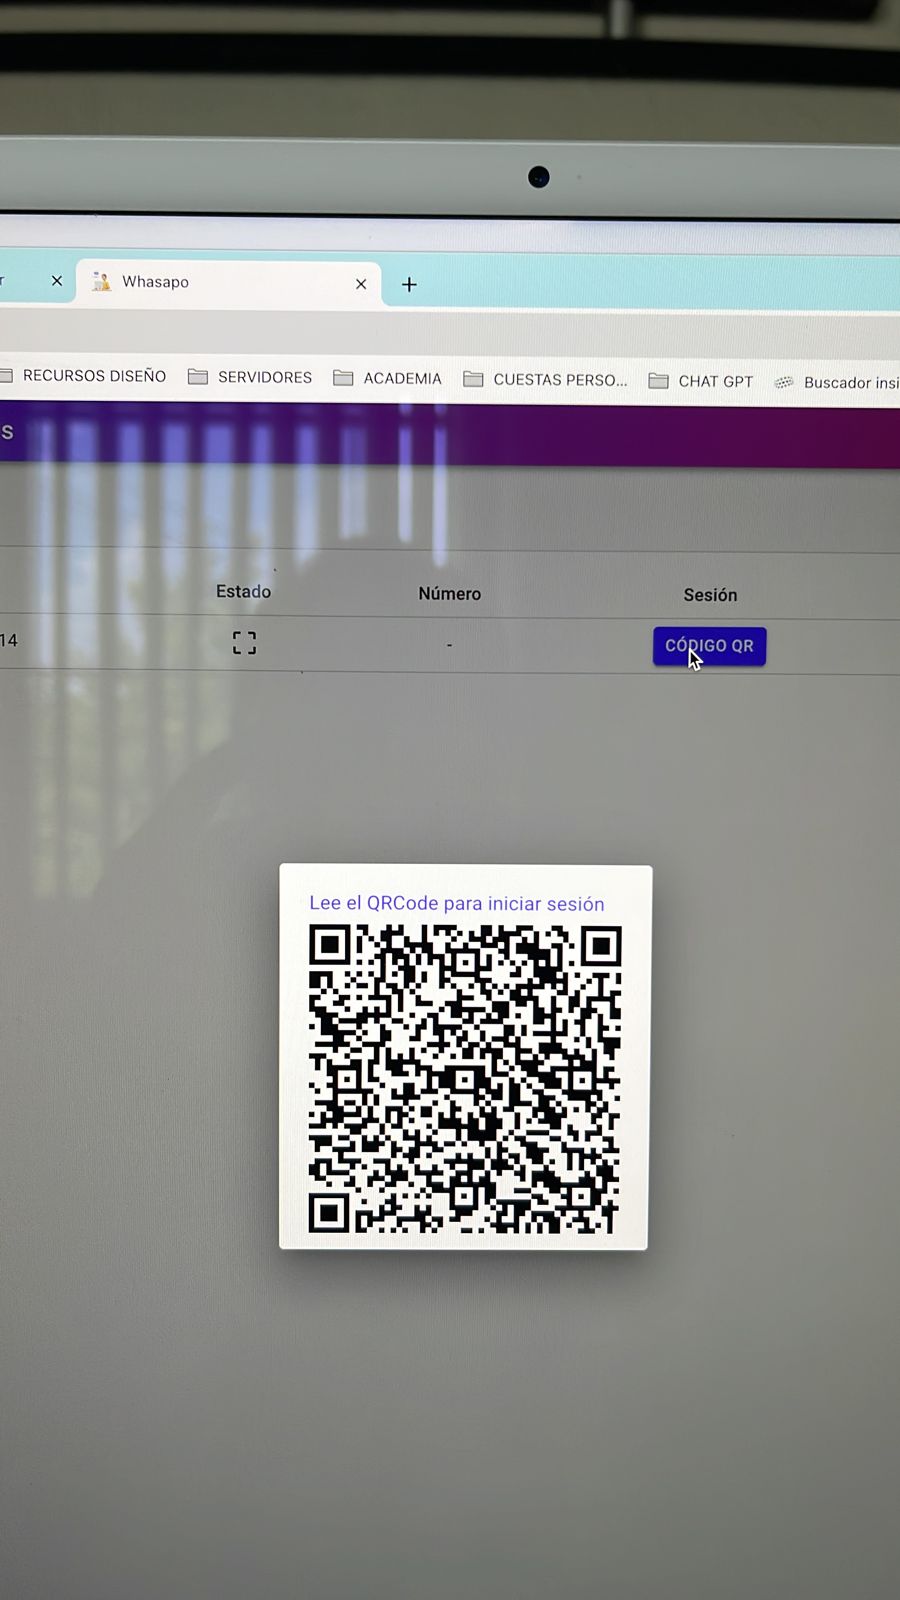 r
Whasapo
RECURSOS DISEÑO
SERVIDORES
ACADEMIA
CUESTAS PERSO...
CHAT GPT
Buscador insi
S
Estado
Número
Sesión
14
-
CÓDIGO QR
Lee el QRCode para iniciar sesión